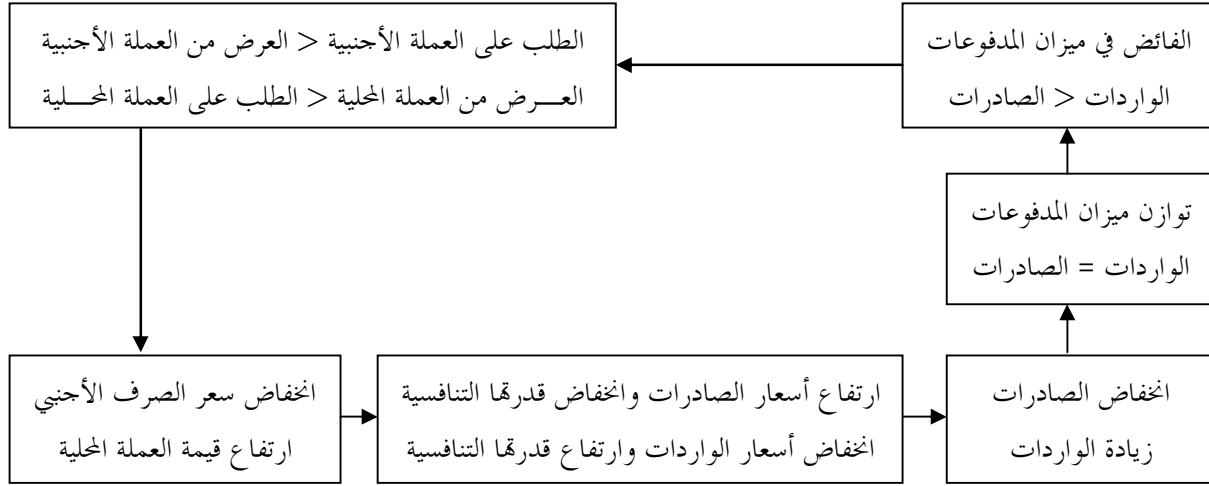 الفائض في ميزان المدفوعات
الواردات < الصادرات
الطلب على العملة الأجنبية < العرض من العملة الأجنبية
العـــرض من العملة المحلية < الطلب على العملة المحـــلية
توازن ميزان المدفوعات
الواردات = الصادرات
انخفاض سعر الصرف الأجنبي
ارتفاع قيمة العملة المحلية
ارتفاع أسعار الصادرات وانخفاض قدرتها التنافسية
انخفاض أسعار الواردات وارتفاع قدرتها التنافسية
انخفاض الصادرات
زيادة الواردات